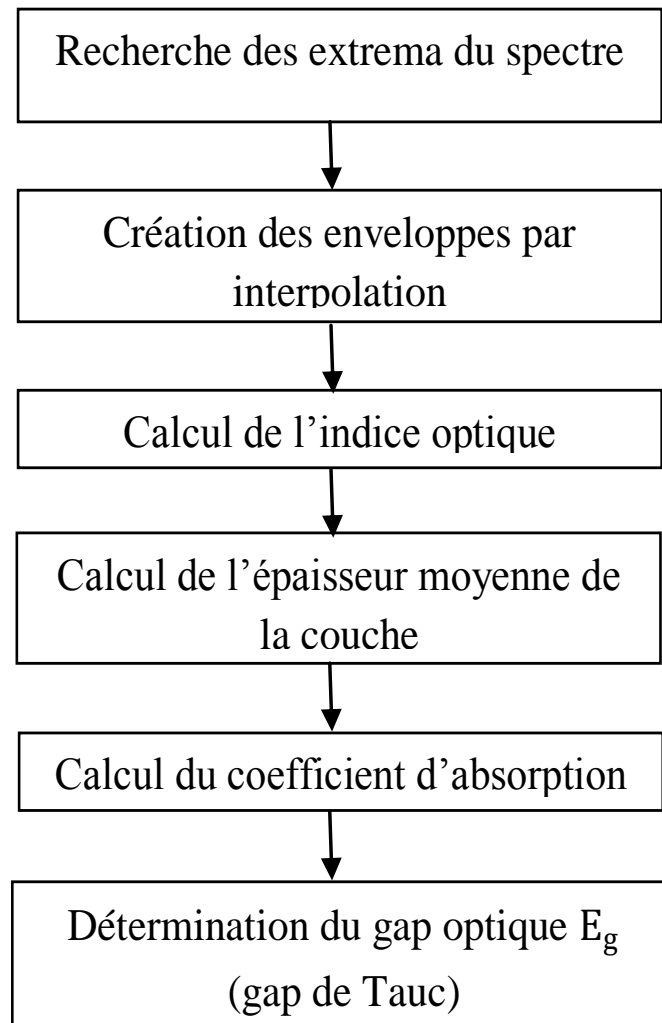 Recherche des extrema du spectre
Création des enveloppes par
interpolation
Calcul de l’indice optique
Calcul de l’épaisseur moyenne de
la couche
Calcul du coefficient d’absorption
Détermination du gap optique E_g
(gap de Tauc)